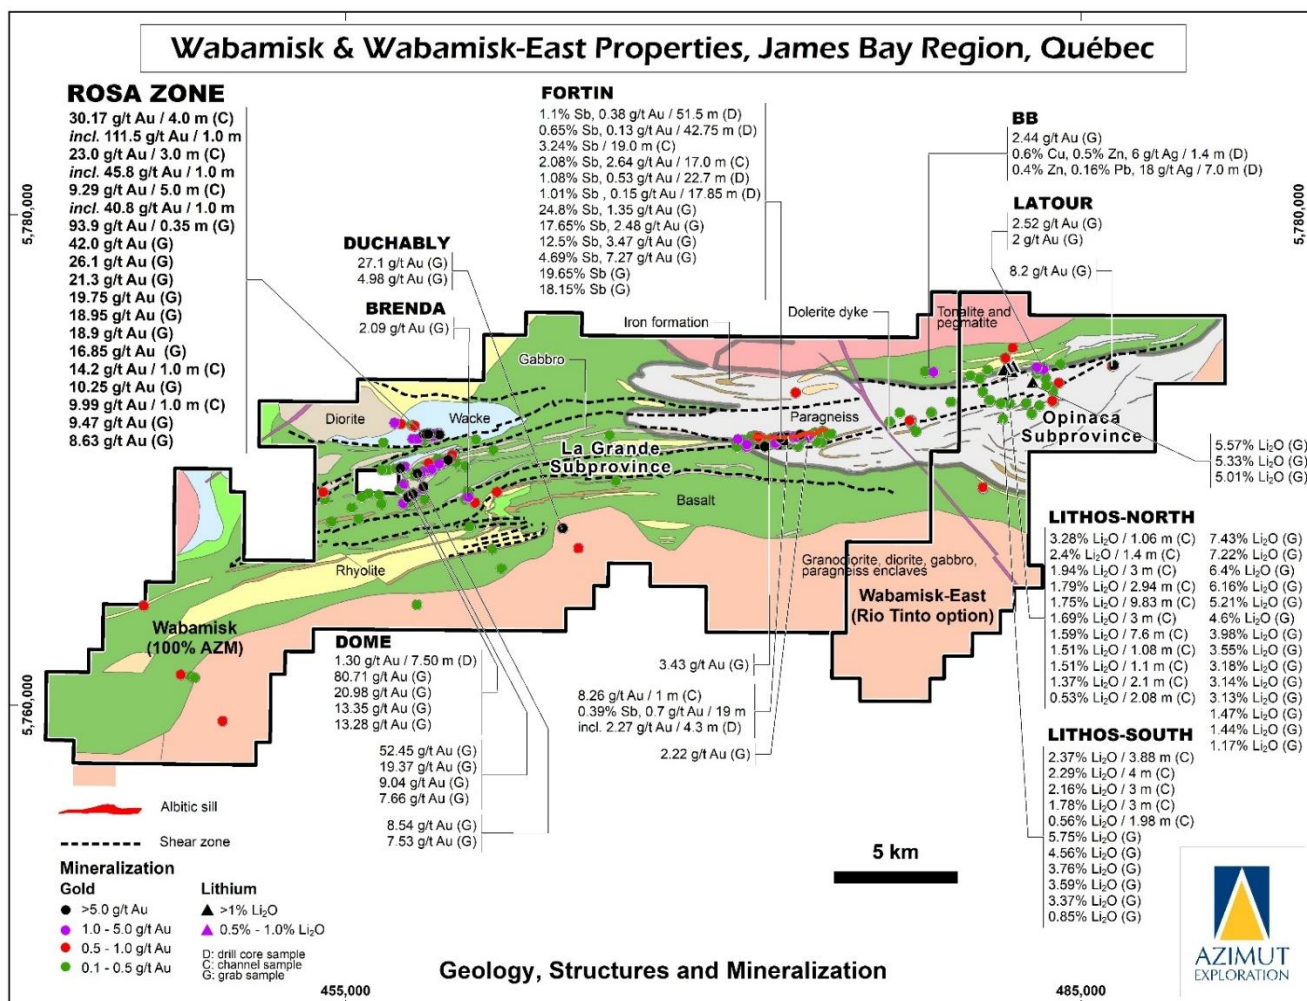 Wabamisk & Wabamisk-East Properties, James Bay Region, Québec
ROSA ZONE
30.17 g/t Au / 4.0 m (C)
incl. 111.5 g/t Au / 1.0 m
23.0 g/t Au / 3.0 m (C)
incl. 45.8 g/t Au / 1.0 m
9.29 g/t Au / 5.0 m (C)
incl. 40.8 g/t Au / 1.0 m
93.9 g/t Au / 0.35 m (G)
42.0 g/t Au (G)
26.1 g/t Au (G)
21.3 g/t Au (G)
19.75 g/t Au (G)
18.95 g/t Au (G)
18.9 g/t Au (G)
16.85 g/t Au (G)
14.2 g/t Au / 1.0 m (C)
10.25 g/t Au (G)
9.99 g/t Au / 1.0 m (C)
9.47 g/t Au (G)
8.63 g/t Au (G)
DUCHABLY
27.1 g/t Au (G)
4.98 g/t Au (G)
BRENDA
2.09 g/t Au (G)
FORTIN
1.1% Sb, 0.38 g/t Au / 51.5 m (D)
0.65% Sb, 0.13 g/t Au / 42.75 m (D)
3.24% Sb / 19.0 m (C)
2.08% Sb, 2.64 g/t Au / 17.0 m (C)
1.08% Sb, 0.53 g/t Au / 22.7 m (D)
1.01% Sb , 0.15 g/t Au / 17.85 m (D)
24.8% Sb, 1.35 g/t Au (G)
17.65% Sb, 2.48 g/t Au (G)
12.5% Sb, 3.47 g/t Au (G)
4.69% Sb, 7.27 g/t Au (G)
19.65% Sb (G)
18.15% Sb (G)
BB
2.44 g/t Au (G)
0.6% Cu, 0.5% Zn, 6 g/t Ag / 1.4 m (D)
0.4% Zn, 0.16% Pb, 18 g/t Ag / 7.0 m (D)
LATOUR
2.52 g/t Au (G)
2 g/t Au (G)
8.2 g/t Au (G)
5,780,000
5,780,000
Iron formation
Dolerite dyke
Tonalite and
pegmatite
Gabbro
Diorite
Wacke
Paragneiss
La Grande
Subprovince
Opinaca
Subprovince
Basalt
Rhyolite
Granodiorite, diorite, gabbro,
paragneiss enclaves
Wabamisk-East
(Rio Tinto option)
Wabamisk
(100% AZM)
5.57% Li₂O (G)
5.33% Li₂O (G)
5.01% Li₂O (G)
LITHOS-NORTH
3.28% Li₂O / 1.06 m (C)
2.4% Li₂O / 1.4 m (C)
1.94% Li₂O / 3 m (C)
1.79% Li₂O / 2.94 m (C)
1.75% Li₂O / 9.83 m (C)
1.69% Li₂O / 3 m (C)
1.59% Li₂O / 7.6 m (C)
1.51% Li₂O / 1.08 m (C)
1.51% Li₂O / 1.1 m (C)
1.37% Li₂O / 2.1 m (C)
0.53% Li₂O / 2.08 m (C)
7.43% Li₂O (G)
7.22% Li₂O (G)
6.4% Li₂O (G)
6.16% Li₂O (G)
5.21% Li₂O (G)
4.6% Li₂O (G)
3.98% Li₂O (G)
3.55% Li₂O (G)
3.18% Li₂O (G)
3.14% Li₂O (G)
3.13% Li₂O (G)
1.47% Li₂O (G)
1.44% Li₂O (G)
1.17% Li₂O (G)
LITHOS-SOUTH
2.37% Li₂O / 3.88 m (C)
2.29% Li₂O / 4 m (C)
2.16% Li₂O / 3 m (C)
1.78% Li₂O / 3 m (C)
0.56% Li₂O / 1.98 m (C)
5.75% Li₂O (G)
4.56% Li₂O (G)
3.76% Li₂O (G)
3.59% Li₂O (G)
3.37% Li₂O (G)
0.85% Li₂O (G)
DOME
1.30 g/t Au / 7.50 m (D)
80.71 g/t Au (G)
20.98 g/t Au (G)
13.35 g/t Au (G)
13.28 g/t Au (G)
52.45 g/t Au (G)
19.37 g/t Au (G)
9.04 g/t Au (G)
7.66 g/t Au (G)
8.54 g/t Au (G)
7.53 g/t Au (G)
3.43 g/t Au (G)
8.26 g/t Au / 1 m (C)
0.39% Sb, 0.7 g/t Au / 19 m
incl. 2.27 g/t Au / 4.3 m (D)
2.22 g/t Au (G)
5,760,000
5,760,000
Albitic sill
Shear zone
Mineralization
Gold
>5.0 g/t Au
1.0 - 5.0 g/t Au
0.5 - 1.0 g/t Au
0.1 - 0.5 g/t Au
Lithium
>1% Li₂O
0.5% - 1.0% Li₂O
D: drill core sample
C: channel sample
G: grab sample
5 km
Geology, Structures and Mineralization
AZIMUT
EXPLORATION
455,000
485,000